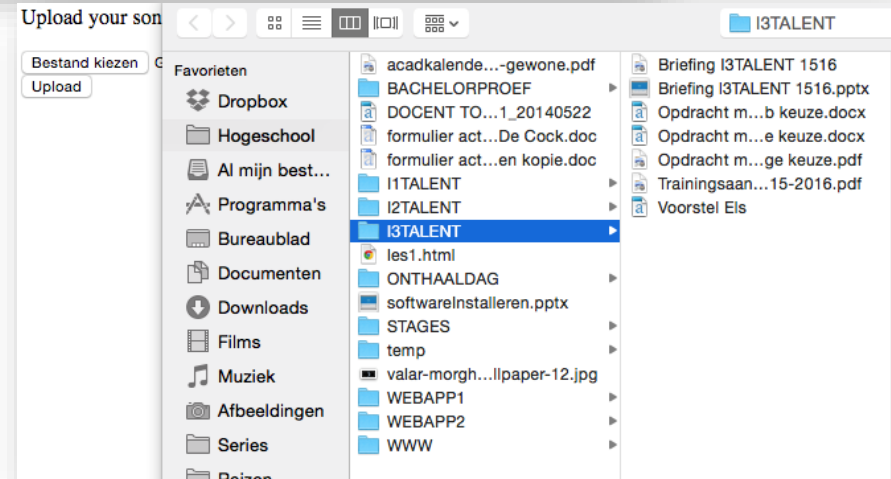 Upload your son
Bestand kiezen G
Upload
I3TALENT
Favorieten
Dropbox
Hogeschool
Al mijn best...
Programma's
Bureaublad
Documenten
Downloads
Films
Muziek
Afbeeldingen
Series
Reizen
acadkalende...-gewone.pdf
BACHELORPROEF
DOCENT TO...1_20140522
formulier act...De Cock.doc
formulier act...en kopie.doc
I1TALENT
I2TALENT
I3TALENT
les1.html
ONTHAALDAG
softwareInstalleren.pptx
STAGES
temp
valar-morgh...llpaper-12.jpg
WEBAPP1
WEBAPP2
WWW
Briefing I3TALENT 1516
Briefing I3TALENT 1516.pptx
Opdracht m...b keuze.docx
Opdracht m...e keuze.docx
Opdracht m...ge keuze.pdf
Trainingsaan...15-2016.pdf
Voorstel Els